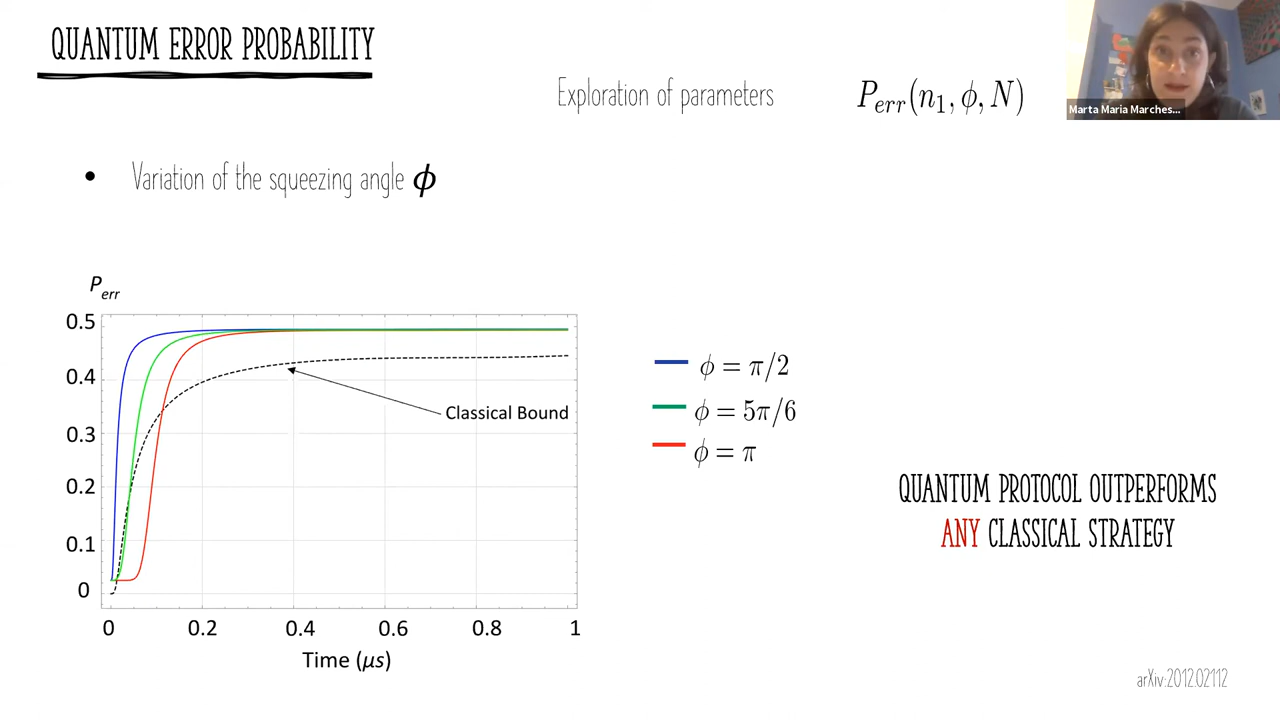 QUANTUM ERROR PROBABILITY
Exploration of parameters
P_err(n_1, ϕ, N)
Marta Maria Marches...
• Variation of the squeezing angle ϕ
P_err
0.5
0.4
0.3
0.2
0.1
0
Classical Bound
0 0.2 0.4 0.6 0.8 1
Time (μs)
ϕ = π/2
ϕ = 5π/6
ϕ = π
QUANTUM PROTOCOL OUTPERFORMS
ANY CLASSICAL STRATEGY
arXiv:2012.02112